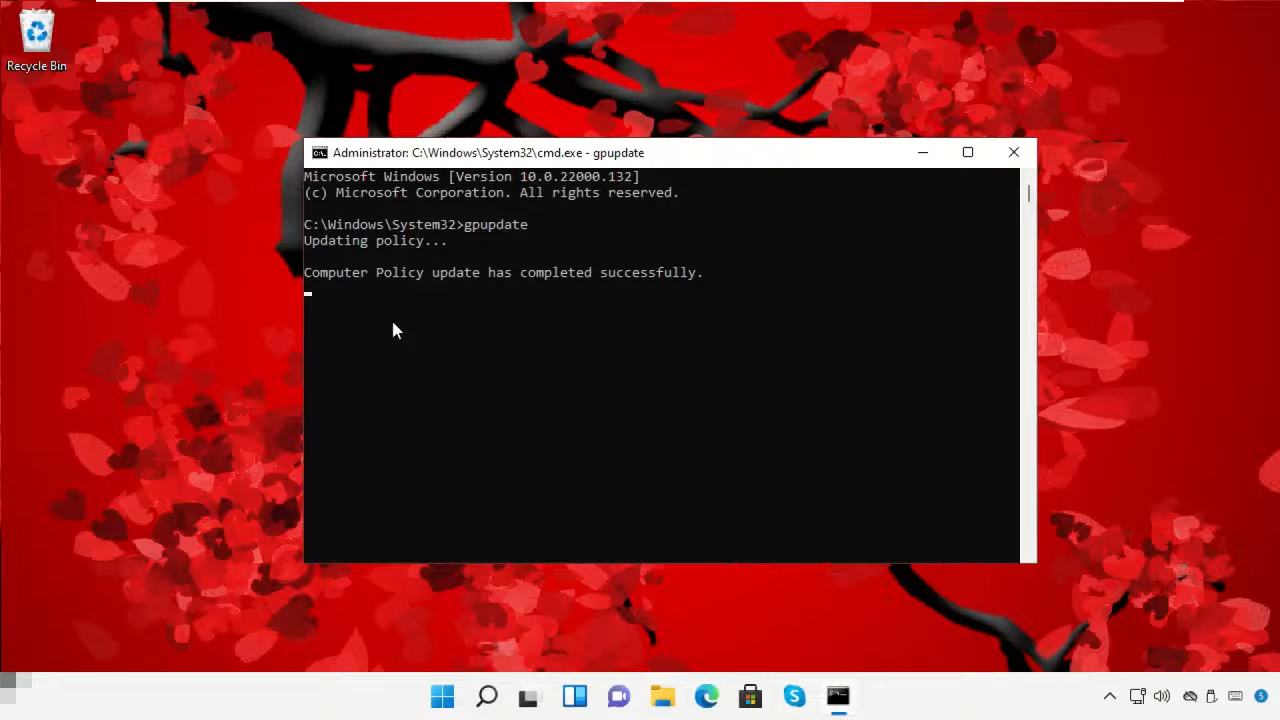 Recycle Bin
Administrator: C:\Windows\System32\cmd.exe - gpupdate
Microsoft Windows [Version 10.0.22000.132]
(c) Microsoft Corporation. All rights reserved.
C:\Windows\System32>gpupdate
Updating policy...
Computer Policy update has completed successfully.
5